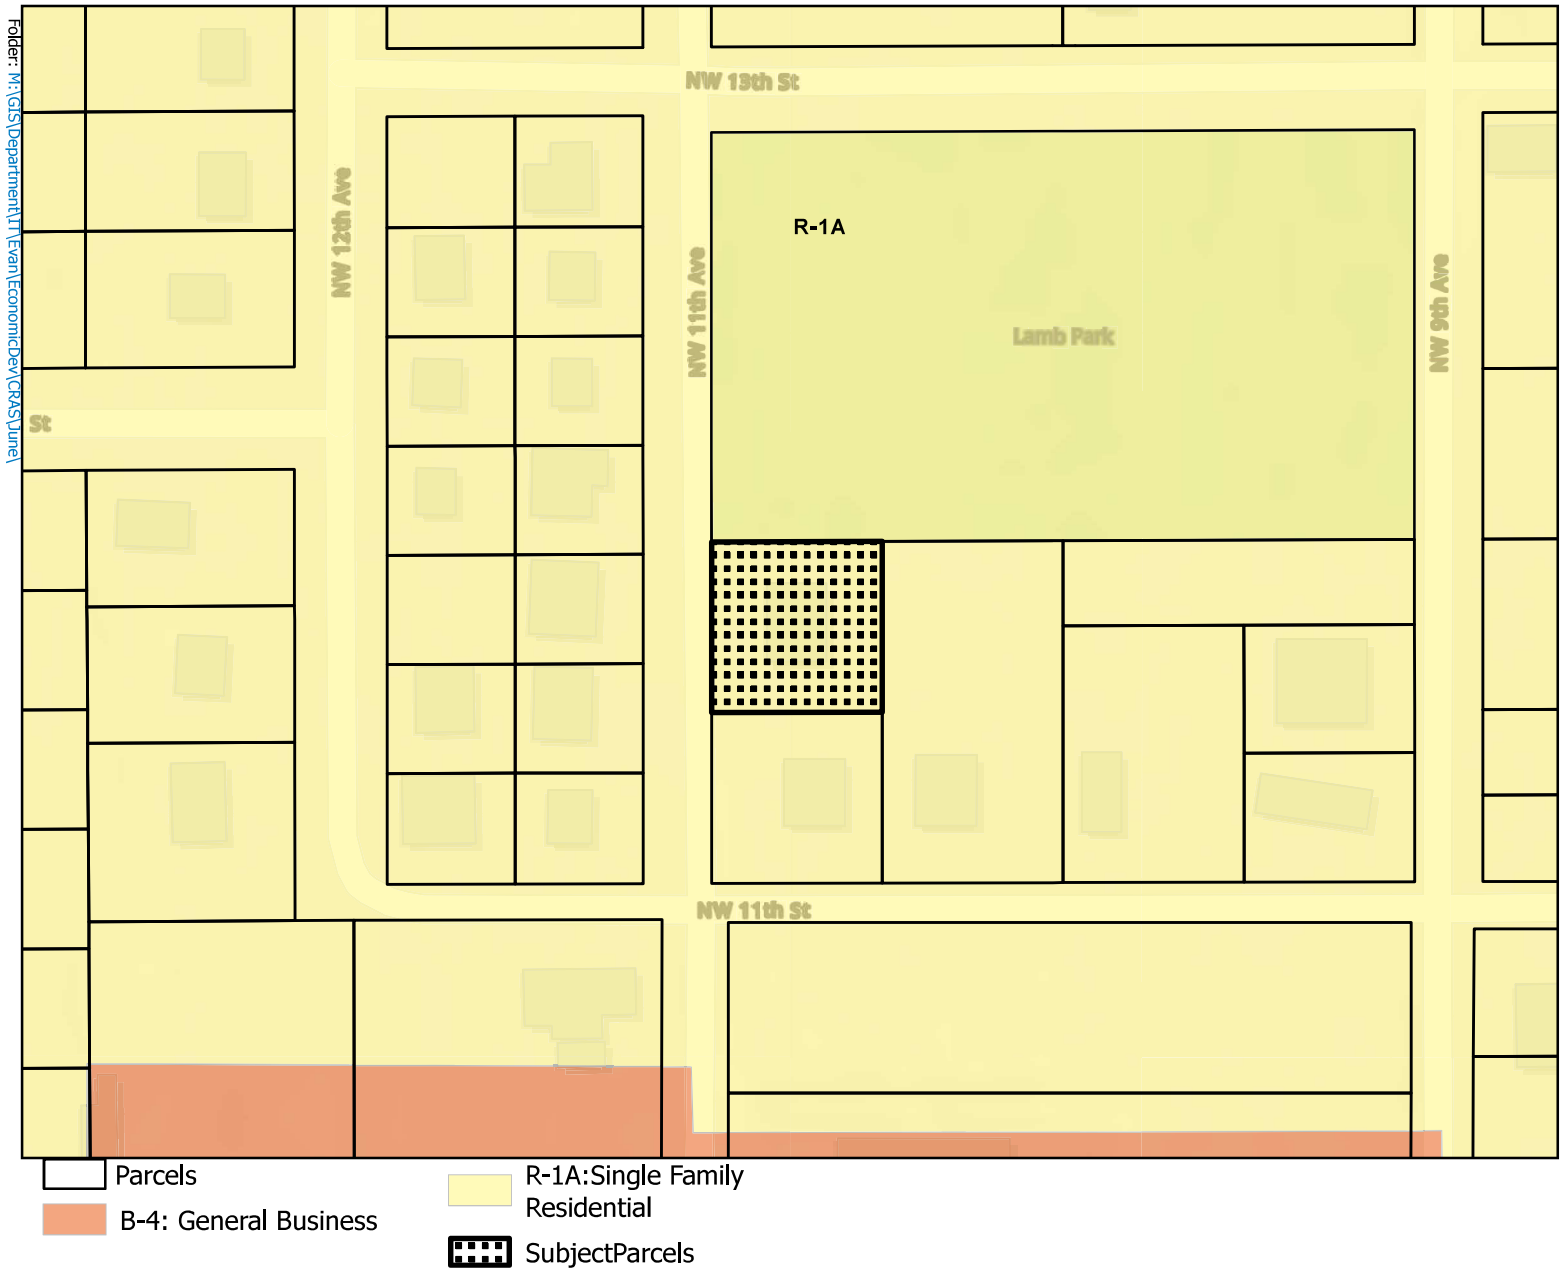 Folder: M:\GIS\Department\IT\Evan\EconomicDev\CRAS\June\
NW 13th St
NW 12th Ave
R-1A
NW 11th Ave
NW 9th Ave
Lamb Park
St
NW 11th St
Parcels
B-4: General Business
R-1A:Single Family
Residential
SubjectParcels